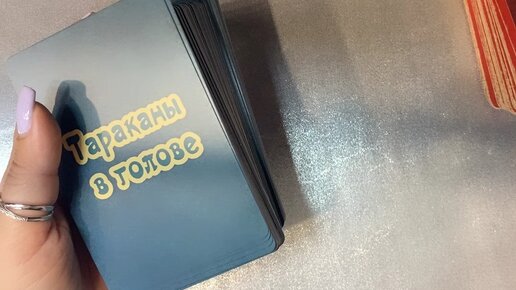 Тараканы
в голове